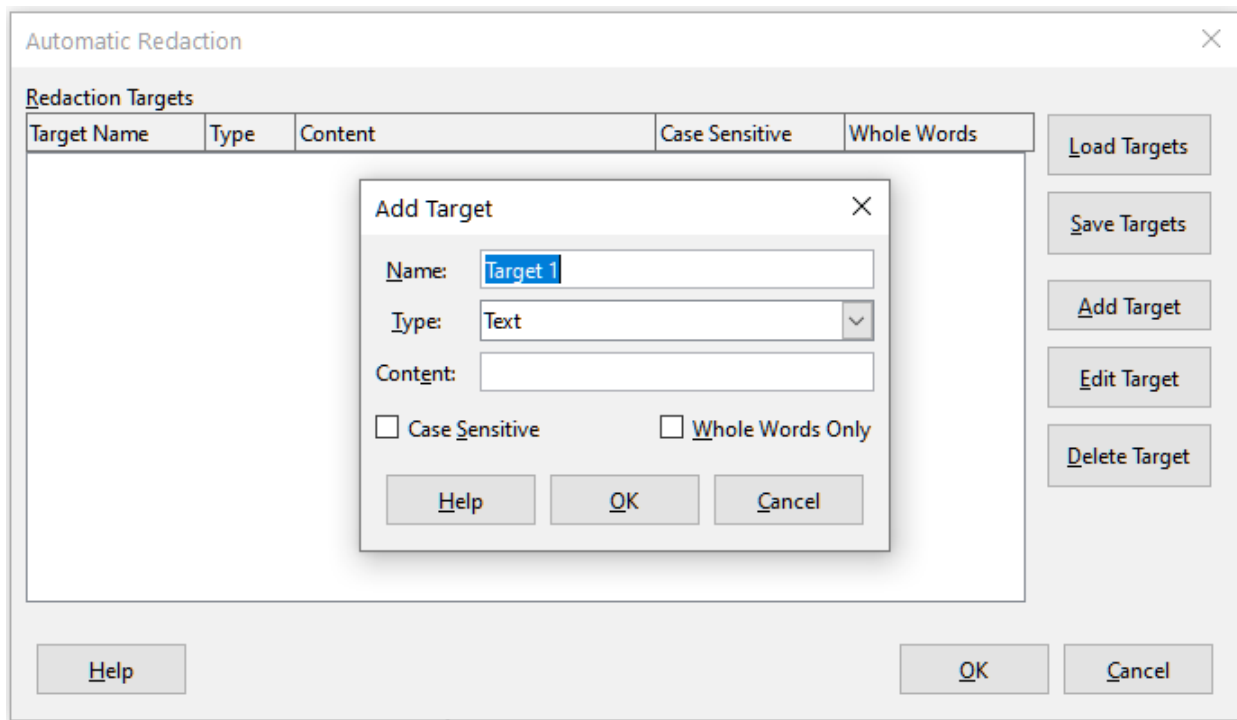 Automatic Redaction
Redaction Targets
Target Name Type Content Case Sensitive Whole Words
Load Targets
Save Targets
Add Target
Edit Target
Delete Target
Add Target
Name: Target 1
Type: Text
Content:
Case Sensitive Whole Words Only
Help OK Cancel
Help OK Cancel